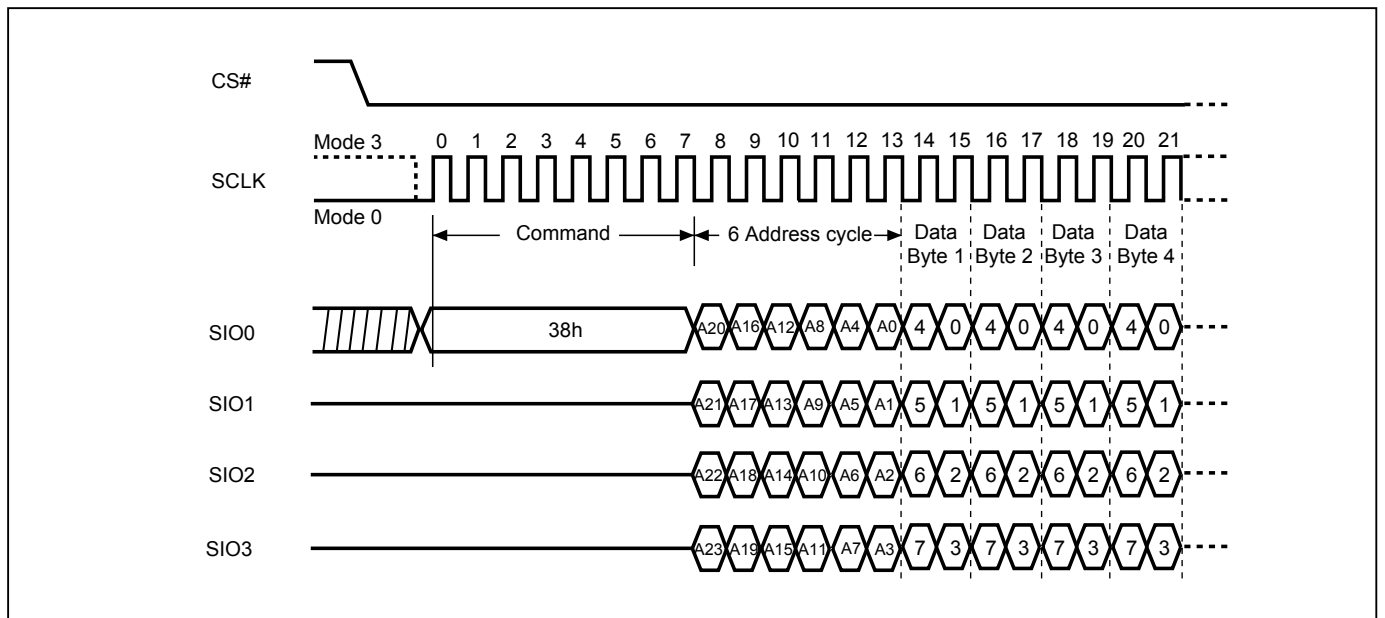 CS#
Mode 3
0 1 2 3 4 5 6 7 8 9 10 11 12 13 14 15 16 17 18 19 20 21
SCLK
Mode 0
Command
6 Address cycle
Data Byte 1
Data Byte 2
Data Byte 3
Data Byte 4
SIO0
38h
A20 A16 A12 A8 A4 A0 4 0 4 0 4 0 4 0
SIO1
A21 A17 A13 A9 A5 A1 5 1 5 1 5 1 5 1
SIO2
A22 A18 A14 A10 A6 A2 6 2 6 2 6 2 6 2
SIO3
A23 A19 A15 A11 A7 A3 7 3 7 3 7 3 7 3